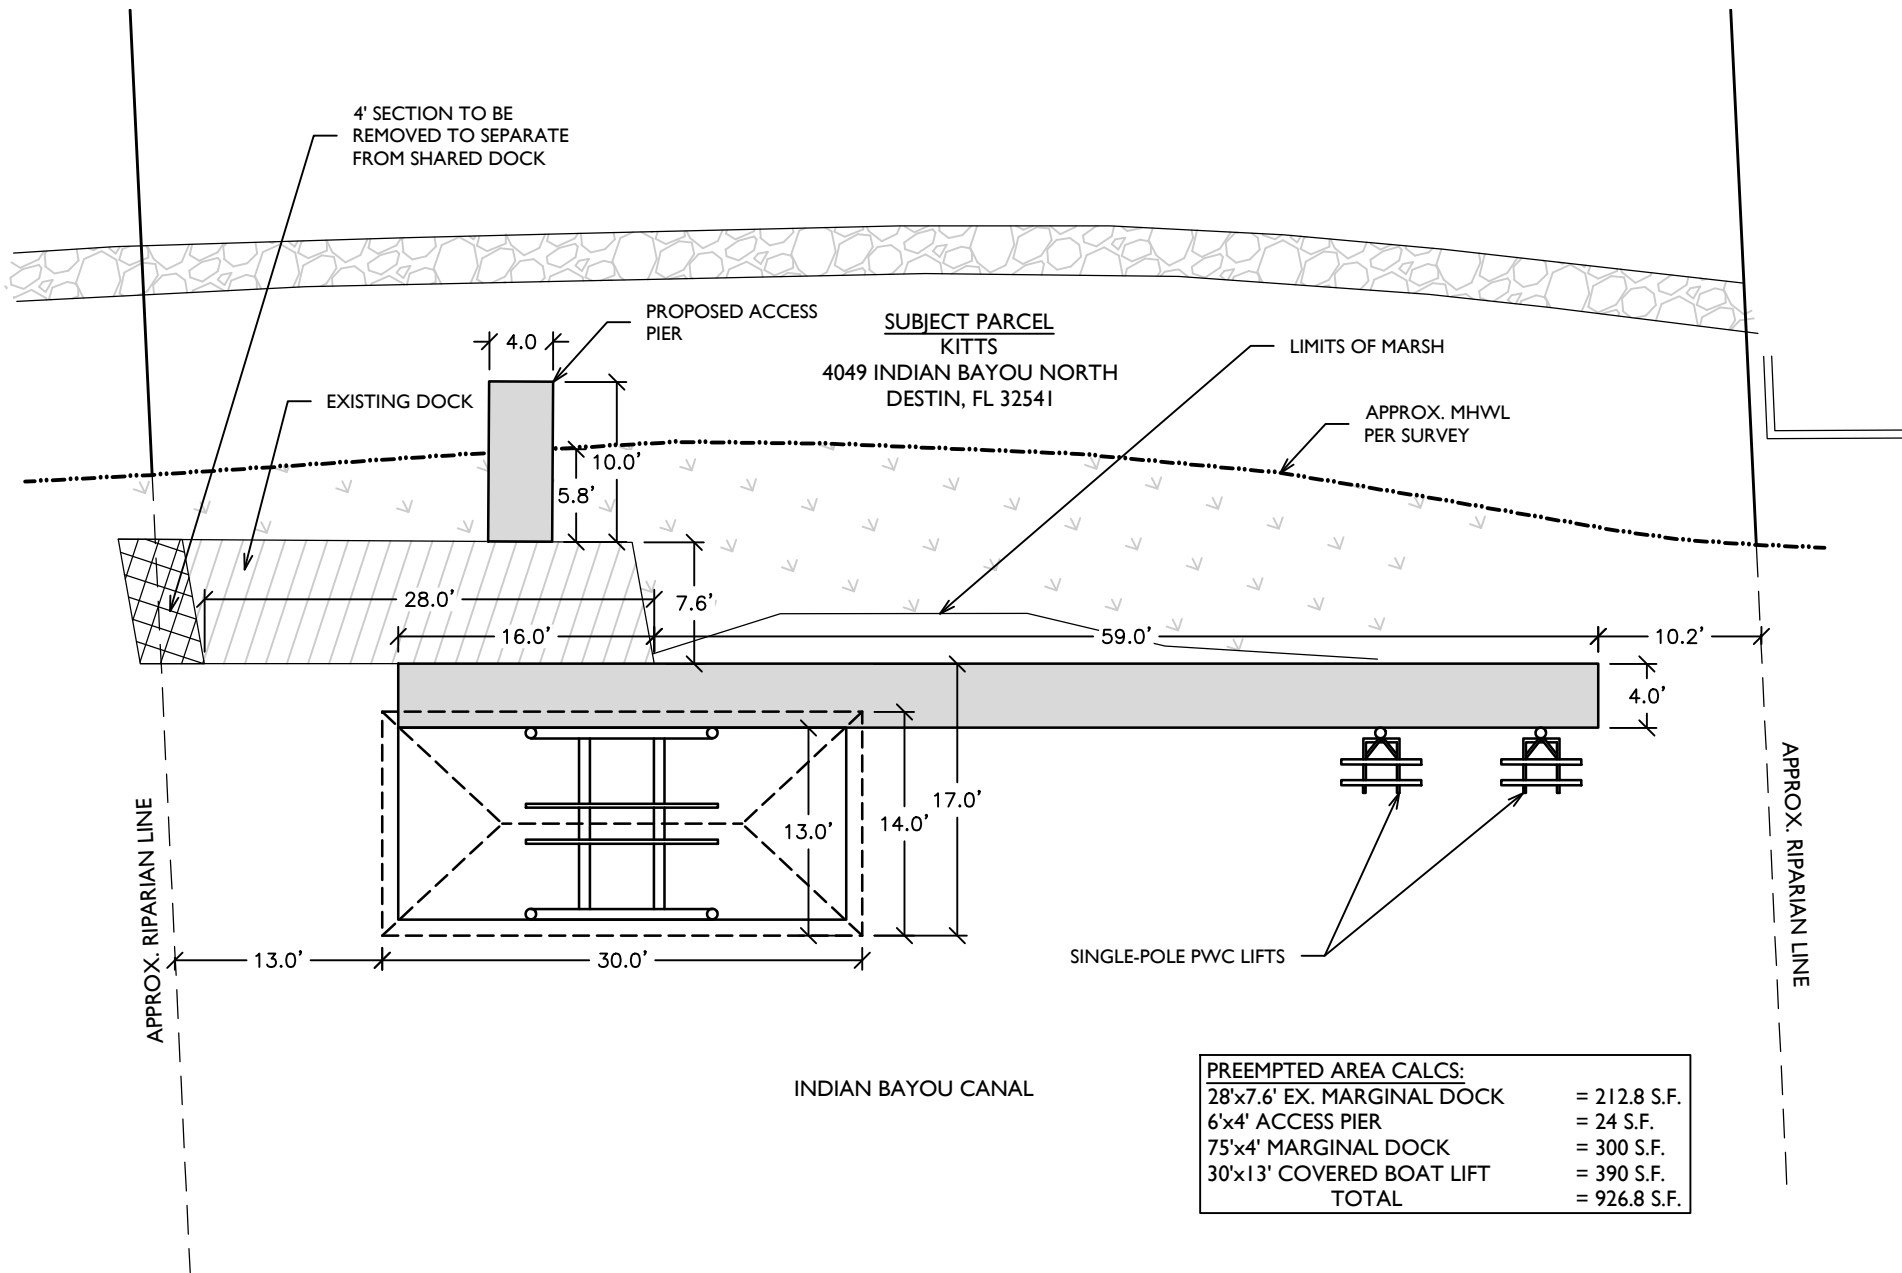 4' SECTION TO BE
REMOVED TO SEPARATE
FROM SHARED DOCK
PROPOSED ACCESS
PIER
4.0
SUBJECT PARCEL
KITTS
4049 INDIAN BAYOU NORTH
DESTIN, FL 32541
LIMITS OF MARSH
EXISTING DOCK
APPROX. MHWL
PER SURVEY
10.0'
5.8'
28.0'
7.6'
16.0'
59.0'
10.2'
4.0'
13.0'
14.0'
17.0'
APPROX. RIPARIAN LINE
APPROX. RIPARIAN LINE
13.0'
30.0'
SINGLE-POLE PWC LIFTS
INDIAN BAYOU CANAL
PREEMPTED AREA CALCS:
28'x7.6' EX. MARGINAL DOCK = 212.8 S.F.
6'x4' ACCESS PIER = 24 S.F.
75'x4' MARGINAL DOCK = 300 S.F.
30'x13' COVERED BOAT LIFT = 390 S.F.
TOTAL = 926.8 S.F.